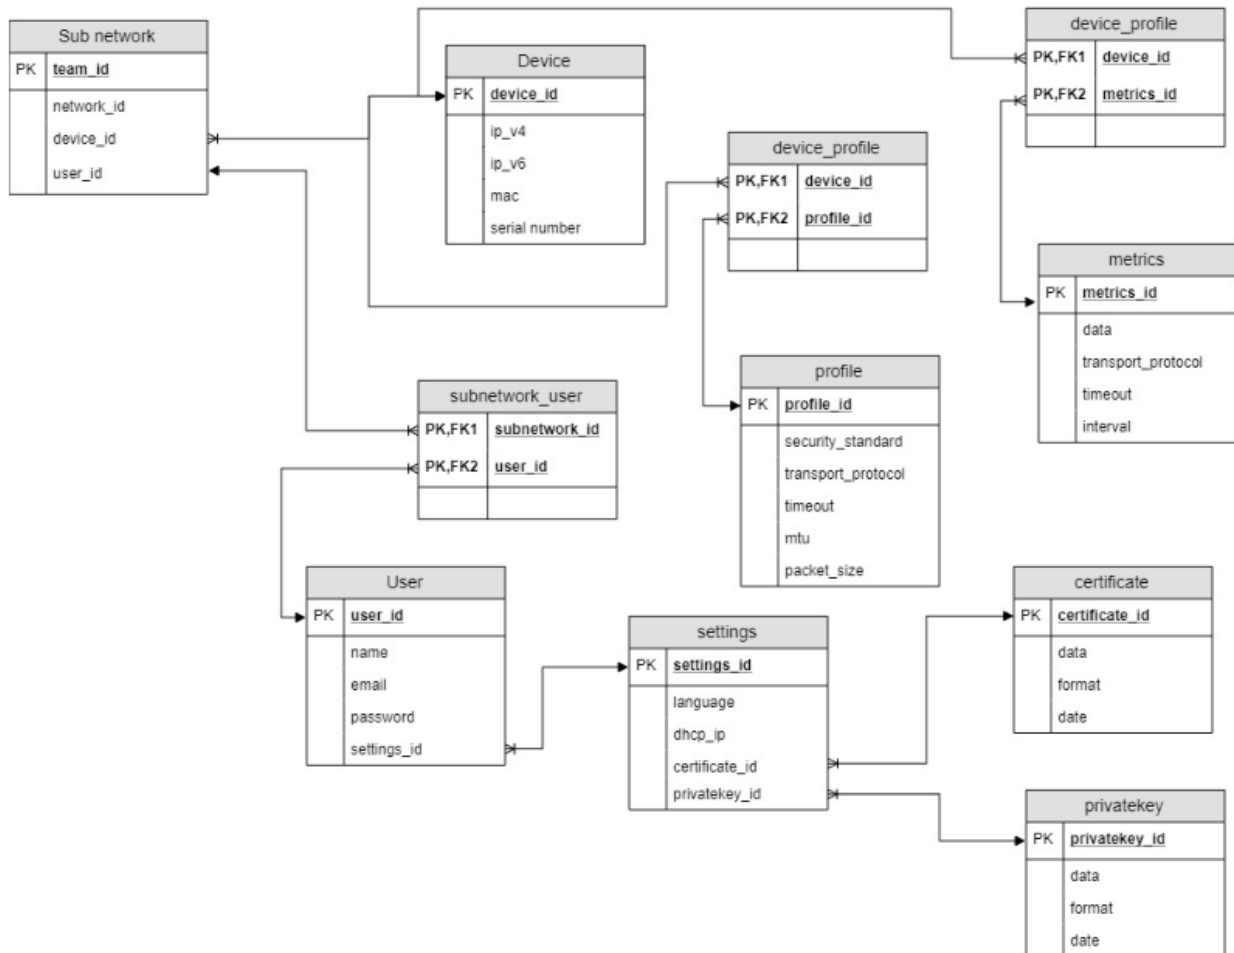 Sub network
PK team_id
network_id
device_id
user_id
Device
PK device_id
ip_v4
ip_v6
mac
serial number
device_profile
PK,FK1 device_id
PK,FK2 metrics_id
device_profile
PK,FK1 device_id
PK,FK2 profile_id
metrics
PK metrics_id
data
transport_protocol
timeout
interval
profile
PK profile_id
security_standard
transport_protocol
timeout
mtu
packet_size
subnetwork_user
PK,FK1 subnetwork_id
PK,FK2 user_id
User
PK user_id
name
email
password
settings_id
settings
PK settings_id
language
dhcp_ip
certificate_id
privatekey_id
certificate
PK certificate_id
data
format
date
privatekey
PK privatekey_id
data
format
date